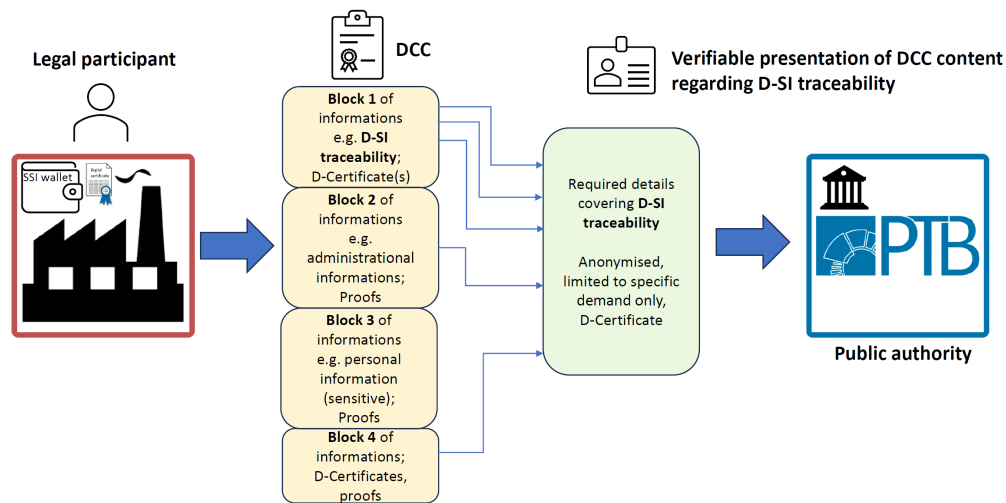 Legal participant
SSI wallet
Digital
certificate
DCC
Block 1 of
informations
e.g. D-SI
traceability;
D-Certificate(s)
Block 2 of
informations
e.g.
administrational
informations;
Proofs
Block 3 of
informations
e.g. personal
information
(sensitive);
Proofs
Block 4 of
informations;
D-Certificates,
proofs
Verifiable presentation of DCC content
regarding D-SI traceability
Required details
covering D-SI
traceability
Anonymised,
limited to specific
demand only,
D-Certificate
PTB
Public authority